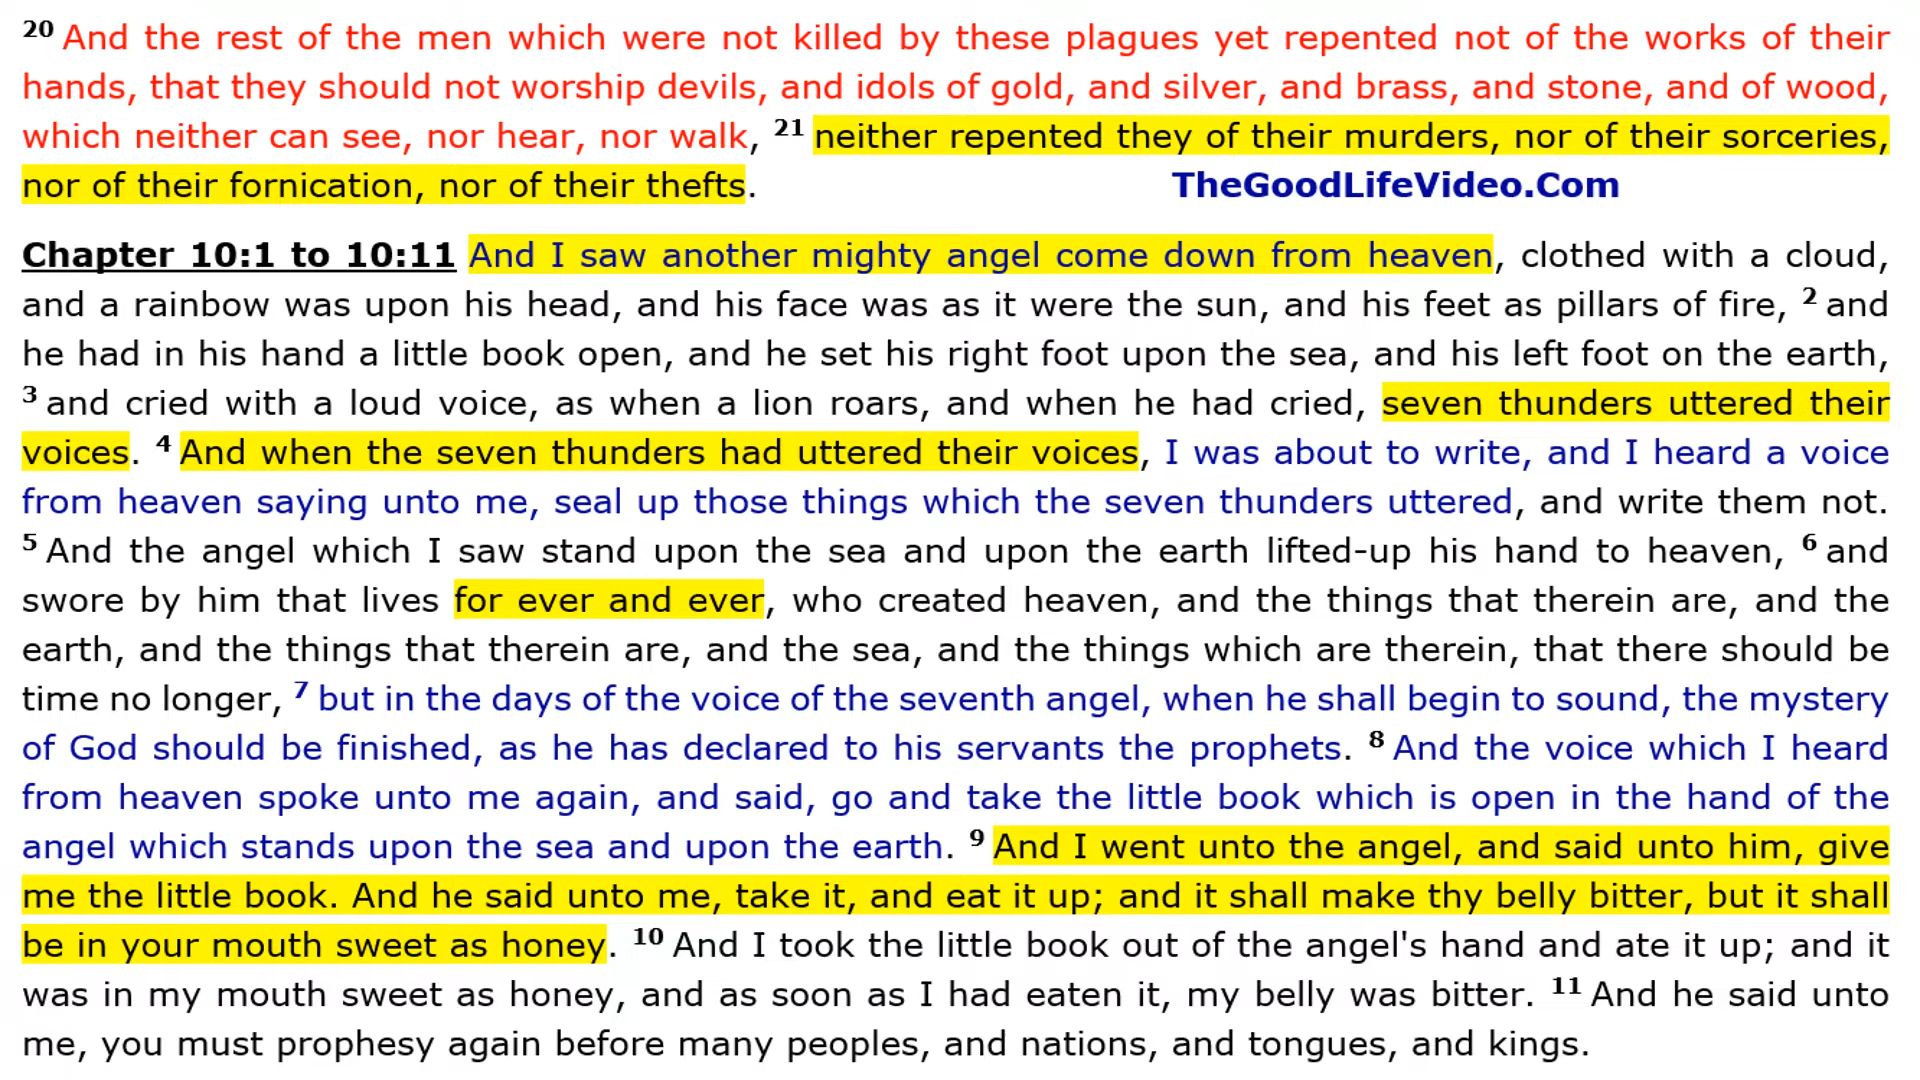 20 And the rest of the men which were not killed by these plagues yet repented not of the works of their
hands, that they should not worship devils, and idols of gold, and silver, and brass, and stone, and of wood,
which neither can see, nor hear, nor walk, 21 neither repented they of their murders, nor of their sorceries,
nor of their fornication, nor of their thefts. TheGoodLifeVideo.Com
Chapter 10:1 to 10:11 And I saw another mighty angel come down from heaven, clothed with a cloud,
and a rainbow was upon his head, and his face was as it were the sun, and his feet as pillars of fire, 2 and
he had in his hand a little book open, and he set his right foot upon the sea, and his left foot on the earth,
3 and cried with a loud voice, as when a lion roars, and when he had cried, seven thunders uttered their
voices. 4 And when the seven thunders had uttered their voices, I was about to write, and I heard a voice
from heaven saying unto me, seal up those things which the seven thunders uttered, and write them not.
5 And the angel which I saw stand upon the sea and upon the earth lifted-up his hand to heaven, 6 and
swore by him that lives for ever and ever, who created heaven, and the things that therein are, and the
earth, and the things that therein are, and the sea, and the things which are therein, that there should be
time no longer, 7 but in the days of the voice of the seventh angel, when he shall begin to sound, the mystery
of God should be finished, as he has declared to his servants the prophets. 8 And the voice which I heard
from heaven spoke unto me again, and said, go and take the little book which is open in the hand of the
angel which stands upon the sea and upon the earth. 9 And I went unto the angel, and said unto him, give
me the little book. And he said unto me, take it, and eat it up; and it shall make thy belly bitter, but it shall
be in your mouth sweet as honey. 10 And I took the little book out of the angel's hand and ate it up; and it
was in my mouth sweet as honey, and as soon as I had eaten it, my belly was bitter. 11 And he said unto
me, you must prophesy again before many peoples, and nations, and tongues, and kings.